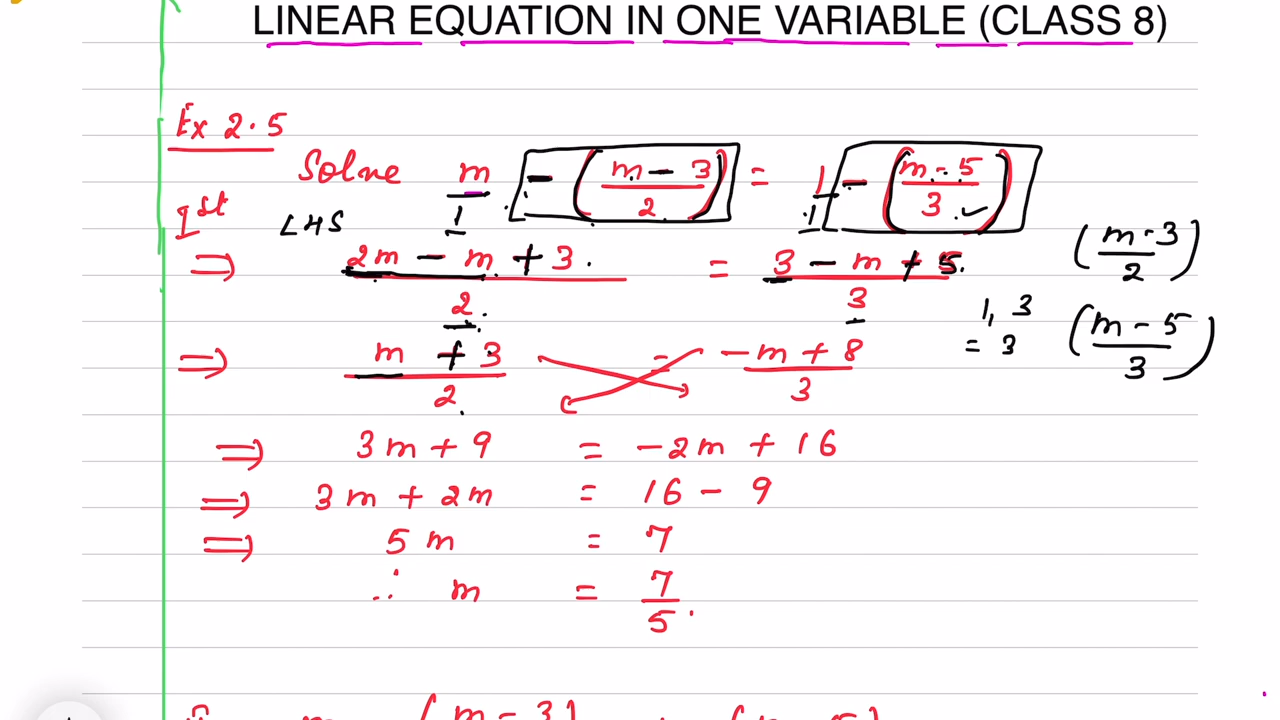 LINEAR EQUATION IN ONE VARIABLE (CLASS 8)
Ex 2.5
Solve m/1 - ((m - 3)/2) = 1/1 - ((m - 5)/3)
Ist LHS
⇒ (2m - m + 3)/2 = (3 - m + 5)/3
((m - 3)/2)
1, 3
= 3 ((m - 5)/3)
⇒ (m + 3)/2 = (-m + 8)/3
⇒ 3m + 9 = -2m + 16
⇒ 3m + 2m = 16 - 9
⇒ 5m = 7
∴ m = 7/5.